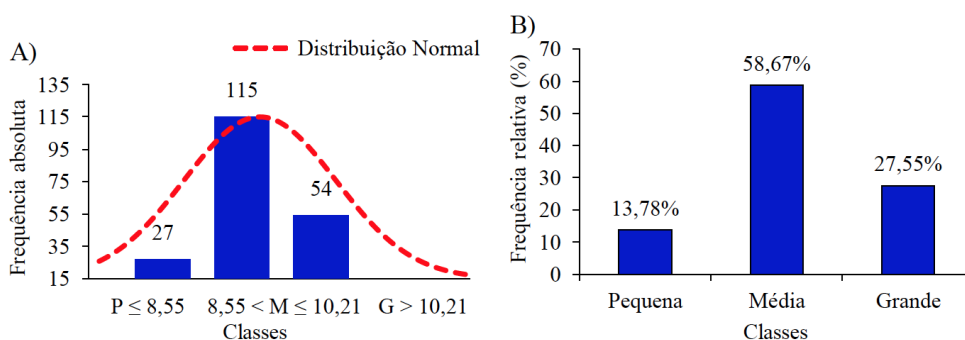 A)
Distribuição Normal
Frequência absoluta
135
115
95
75
55
35
15
27
115
54
P ≤ 8,55
8,55 < M ≤ 10,21
G > 10,21
Classes
B)
Frequência relativa (%)
70
60
50
40
30
20
10
0
13,78%
58,67%
27,55%
Pequena
Média
Grande
Classes